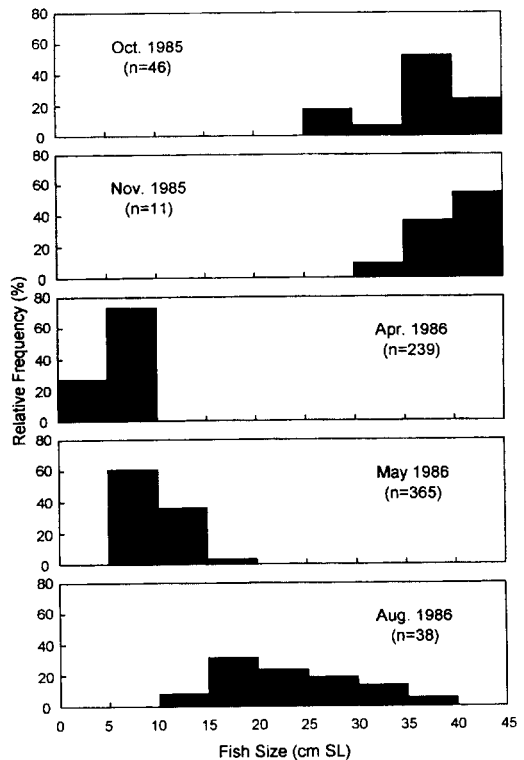 80
60
40
20
0
Oct. 1985
(n=46)
80
60
40
20
0
Nov. 1985
(n=11)
Relative Frequency (%)
80
60
40
20
0
Apr. 1986
(n=239)
80
60
40
20
0
May 1986
(n=365)
80
60
40
20
0
Aug. 1986
(n=38)
0 5 10 15 20 25 30 35 40 45
Fish Size (cm SL)